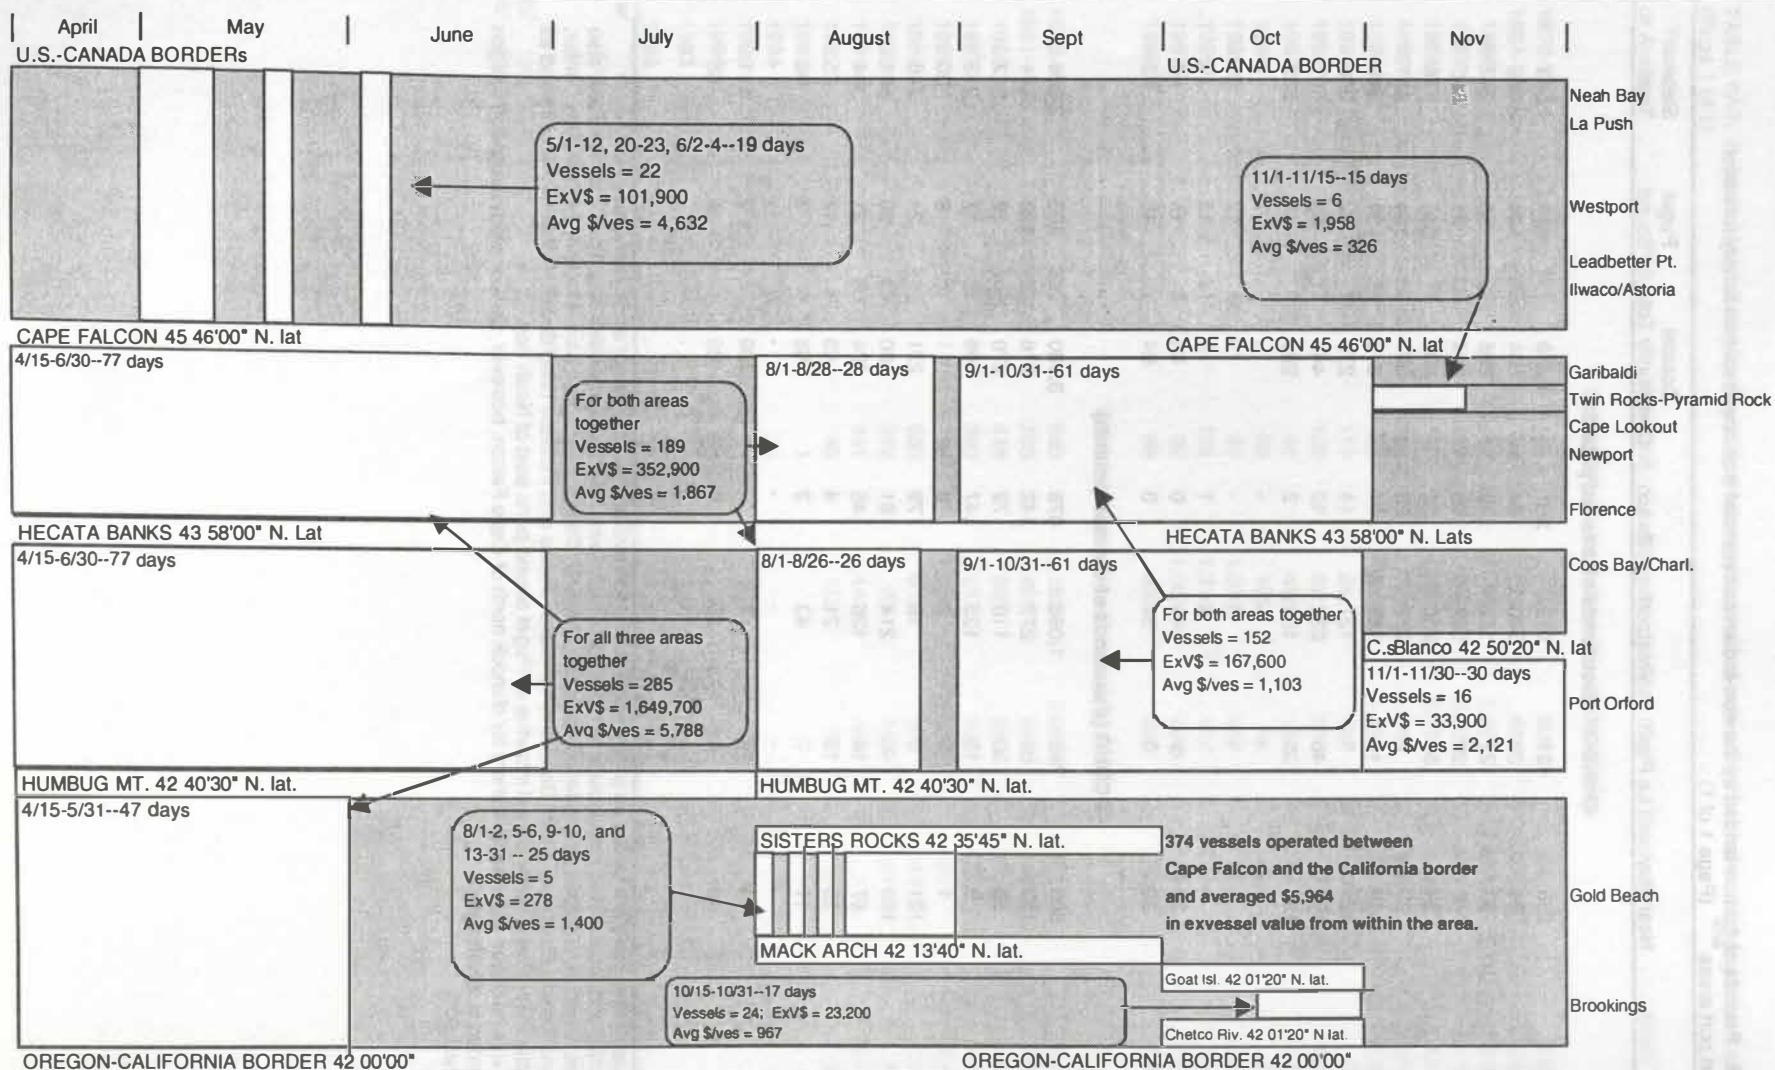 April
May
June
July
August
Sept
Oct
Nov
U.S.-CANADA BORDERs
U.S.-CANADA BORDER
Neah Bay
La Push
Westport
Leadbetter Pt.
Ilwaco/Astoria
5/1-12, 20-23, 6/2-4--19 days
Vessels = 22
ExV$ = 101,900
Avg $/ves = 4,632
11/1-11/15--15 days
Vessels = 6
ExV$ = 1,958
Avg $/ves = 326
CAPE FALCON 45 46'00" N. lat
CAPE FALCON 45 46'00" N. lat
4/15-6/30--77 days
For both areas
together
Vessels = 189
ExV$ = 352,900
Avg $/ves = 1,867
8/1-8/28--28 days
9/1-10/31--61 days
Garibaldi
Twin Rocks-Pyramid Rock
Cape Lookout
Newport
Florence
HECATA BANKS 43 58'00" N. Lat
HECATA BANKS 43 58'00" N. Lats
4/15-6/30--77 days
For all three areas
together
Vessels = 285
ExV$ = 1,649,700
Avg $/ves = 5,788
8/1-8/26--26 days
9/1-10/31--61 days
For both areas together
Vessels = 152
ExV$ = 167,600
Avg $/ves = 1,103
Coos Bay/Charl.
C.sBlanco 42 50'20" N. lat
11/1-11/30--30 days
Vessels = 16
ExV$ = 33,900
Avg $/ves = 2,121
Port Orford
HUMBUG MT. 42 40'30" N. lat.
HUMBUG MT. 42 40'30" N. lat.
4/15-5/31--47 days
8/1-2, 5-6, 9-10, and
13-31 -- 25 days
Vessels = 5
ExV$ = 278
Avg $/ves = 1,400
SISTERS ROCKS 42 35'45" N. lat.
MACK ARCH 42 13'40" N. lat.
374 vessels operated between
Cape Falcon and the California border
and averaged $5,964
in exvessel value from within the area.
Gold Beach
10/15-10/31--17 days
Vessels = 24; ExV$ = 23,200
Avg $/ves = 967
Goat Isl. 42 01'20" N. lat.
Chetco Riv. 42 01'20" N lat.
Brookings
OREGON-CALIFORNIA BORDER 42 00'00"
OREGON-CALIFORNIA BORDER 42 00'00"